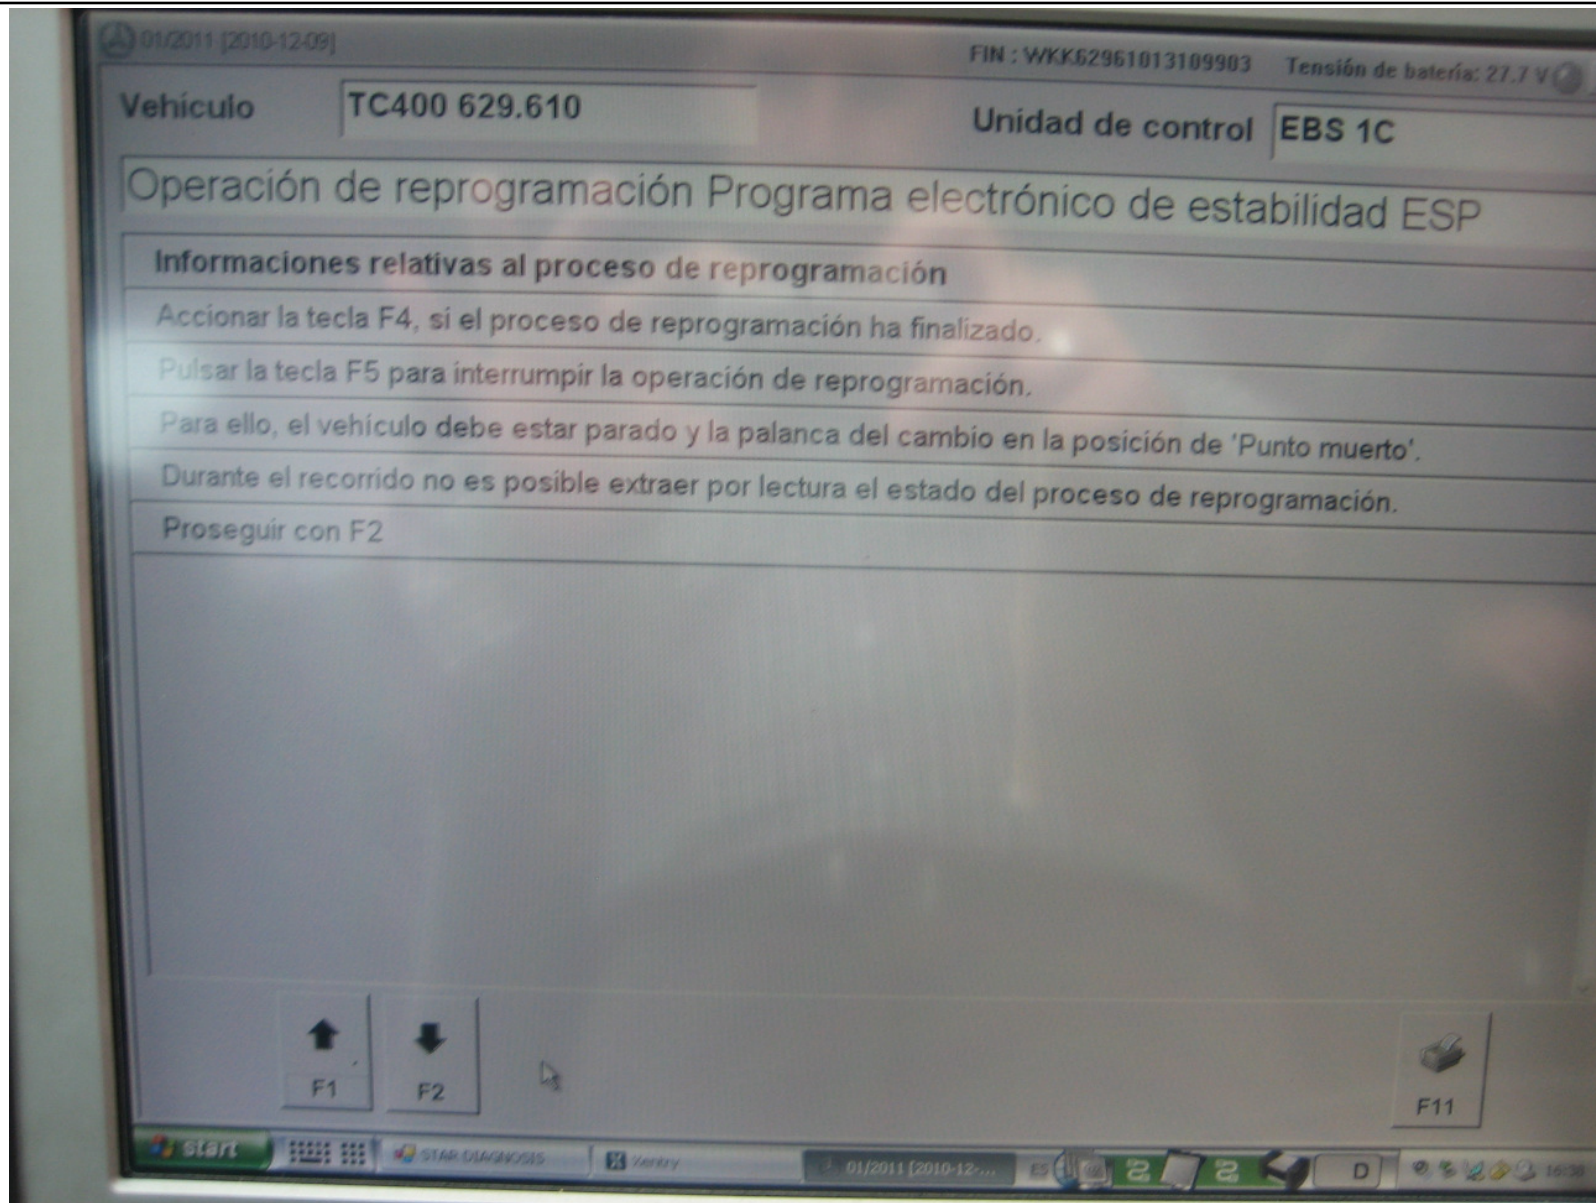 01/2011 [2010-12-09]
FIN : WKK62961013109903 Tensión de batería: 27.7 V
Vehículo TC400 629.610 Unidad de control EBS 1C
Operación de reprogramación Programa electrónico de estabilidad ESP
Informaciones relativas al proceso de reprogramación
Accionar la tecla F4, si el proceso de reprogramación ha finalizado.
Pulsar la tecla F5 para interrumpir la operación de reprogramación.
Para ello, el vehículo debe estar parado y la palanca del cambio en la posición de 'Punto muerto'.
Durante el recorrido no es posible extraer por lectura el estado del proceso de reprogramación.
Proseguir con F2
F1 F2 F11
start STAR DIAGNOSIS Xentry 01/2011 [2010-12-... ES D